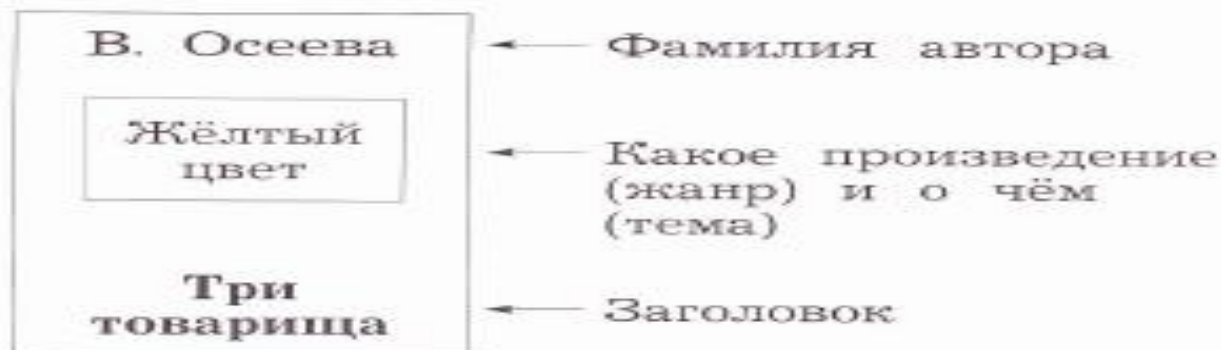 В. Осеева
Фамилия автора
Жёлтый
цвет
Какое произведение
(жанр) и о чём
(тема)
Три
товарища
Заголовок